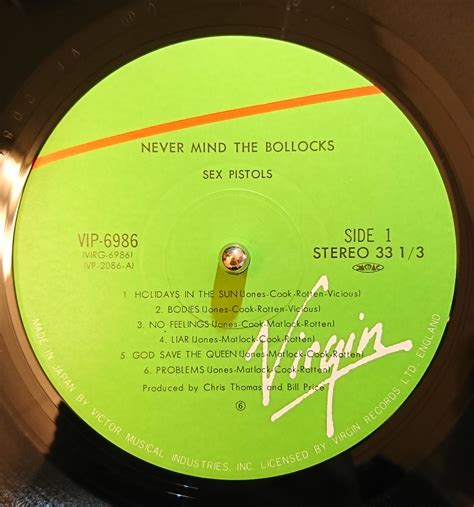 NEVER MIND THE BOLLOCKS
SEX PISTOLS
VIP-6986
(VIRG-6986)
(VP-2086-A)
SIDE 1
STEREO 33 1/3
1 HOLIDAYS IN THE SUN (Jones-Cook-Rotten-Vicious)
2. BODIES (Jones-Cook-Rotten-Vicious)
3. NO FEELINGS (Jones-Cook-Matlock-Rotten)
4. LIAR (Jones-Cook-Matlock-Rotten)
5 GOD SAVE THE QUEEN (Jones-Cook-Matlock-Rotten)
6. PROBLEMS (Jones-Cook-Matlock-Rotten)
Produced by Chris Thomas and Bill Price
Virgin
⑥
MADE IN JAPAN BY VICTOR MUSICAL INDUSTRIES, INC. LICENSED BY VIRGIN RECORDS LTD. ENGLAND